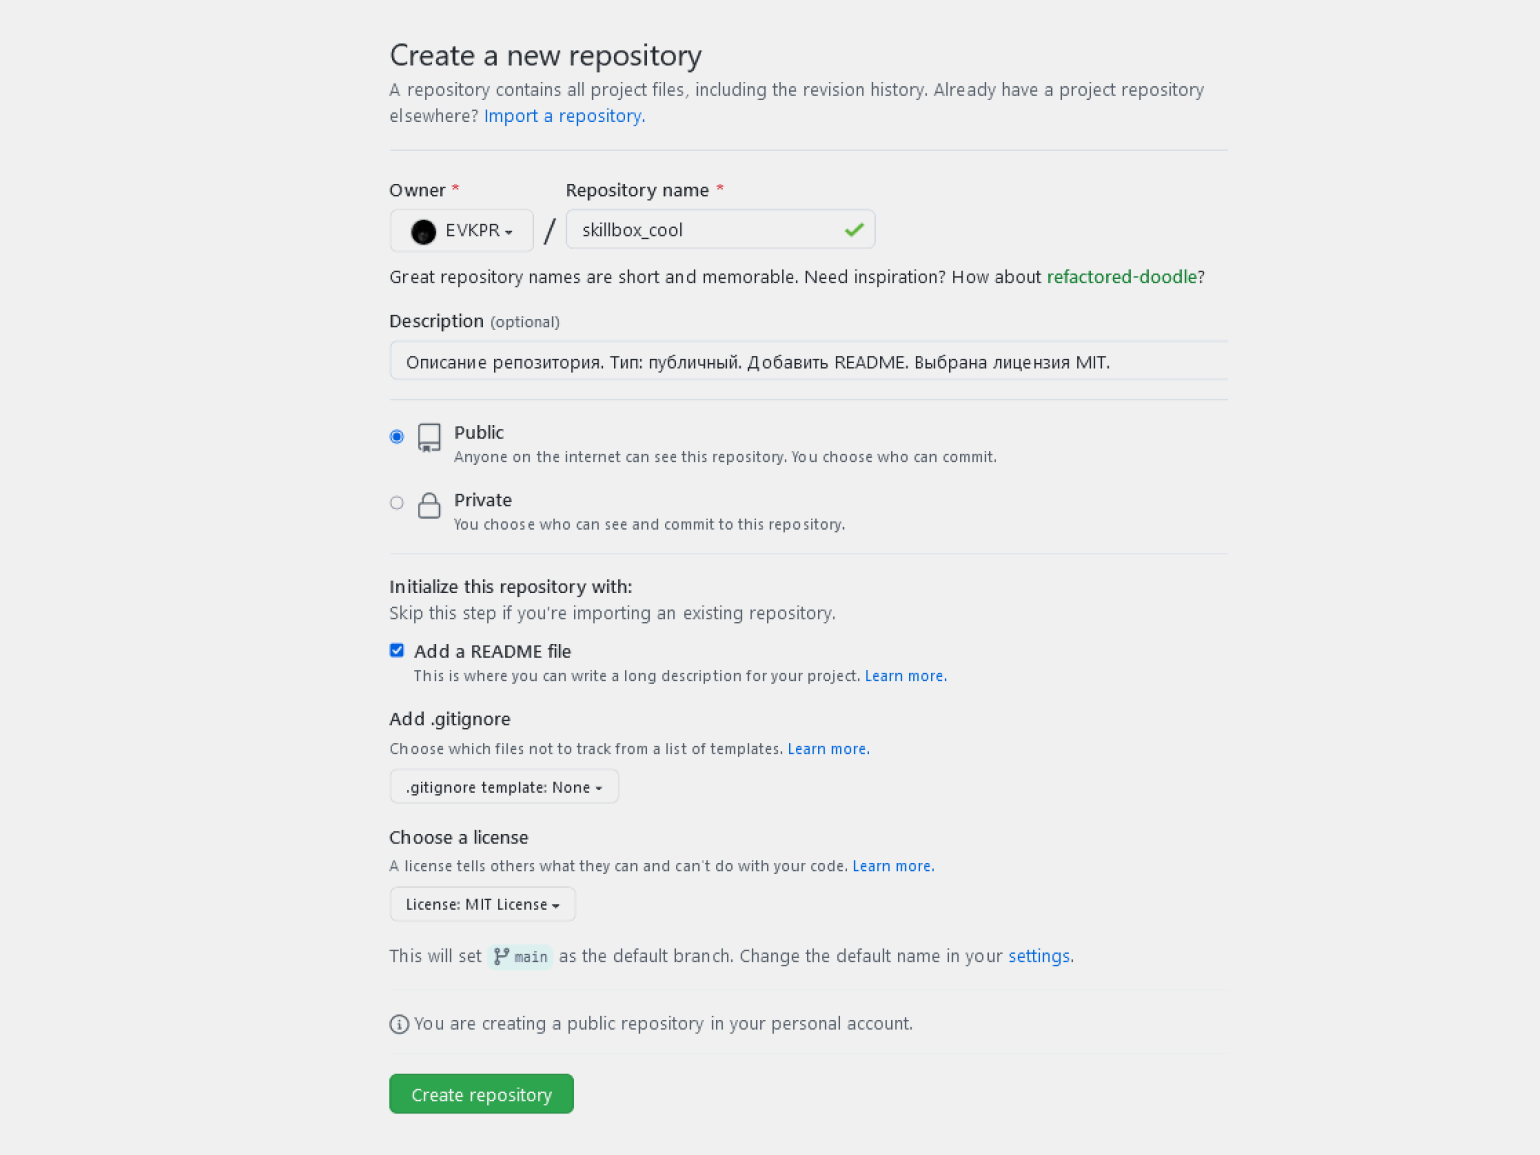 Create a new repository
A repository contains all project files, including the revision history. Already have a project repository
elsewhere? Import a repository.
Owner * Repository name *
EVKPR / skillbox_cool
Great repository names are short and memorable. Need inspiration? How about refactored-doodle?
Description (optional)
Описание репозитория. Тип: публичный. Добавить README. Выбрана лицензия MIT.
Public
Anyone on the internet can see this repository. You choose who can commit.
Private
You choose who can see and commit to this repository.
Initialize this repository with:
Skip this step if you're importing an existing repository.
Add a README file
This is where you can write a long description for your project. Learn more.
Add .gitignore
Choose which files not to track from a list of templates. Learn more.
.gitignore template: None
Choose a license
A license tells others what they can and can't do with your code. Learn more.
License: MIT License
This will set main as the default branch. Change the default name in your settings.
You are creating a public repository in your personal account.
Create repository